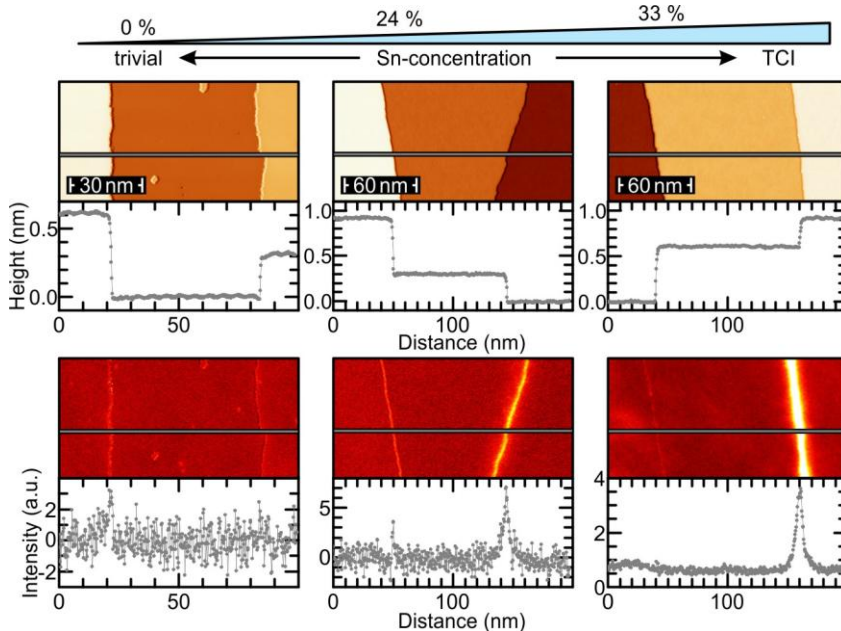 0 % 24 % 33 %
trivial Sn-concentration TCI
30 nm 60 nm 60 nm
Height (nm)
0.5
0.0
1.0
0.5
0.0
1.0
0.5
0.0
0 50 0 100 0 100
Distance (nm)
Intensity (a.u.)
2
0
-2
5
0
4
2
0
0 50 0 100 0 100
Distance (nm)